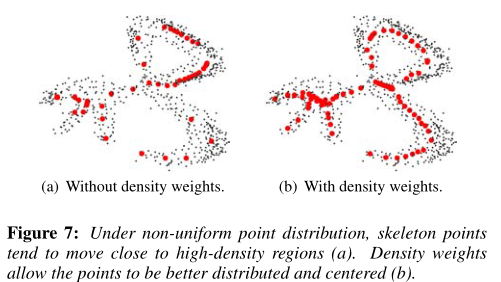 (a) Without density weights.
(b) With density weights.
Figure 7: Under non-uniform point distribution, skeleton points
tend to move close to high-density regions (a). Density weights
allow the points to be better distributed and centered (b).